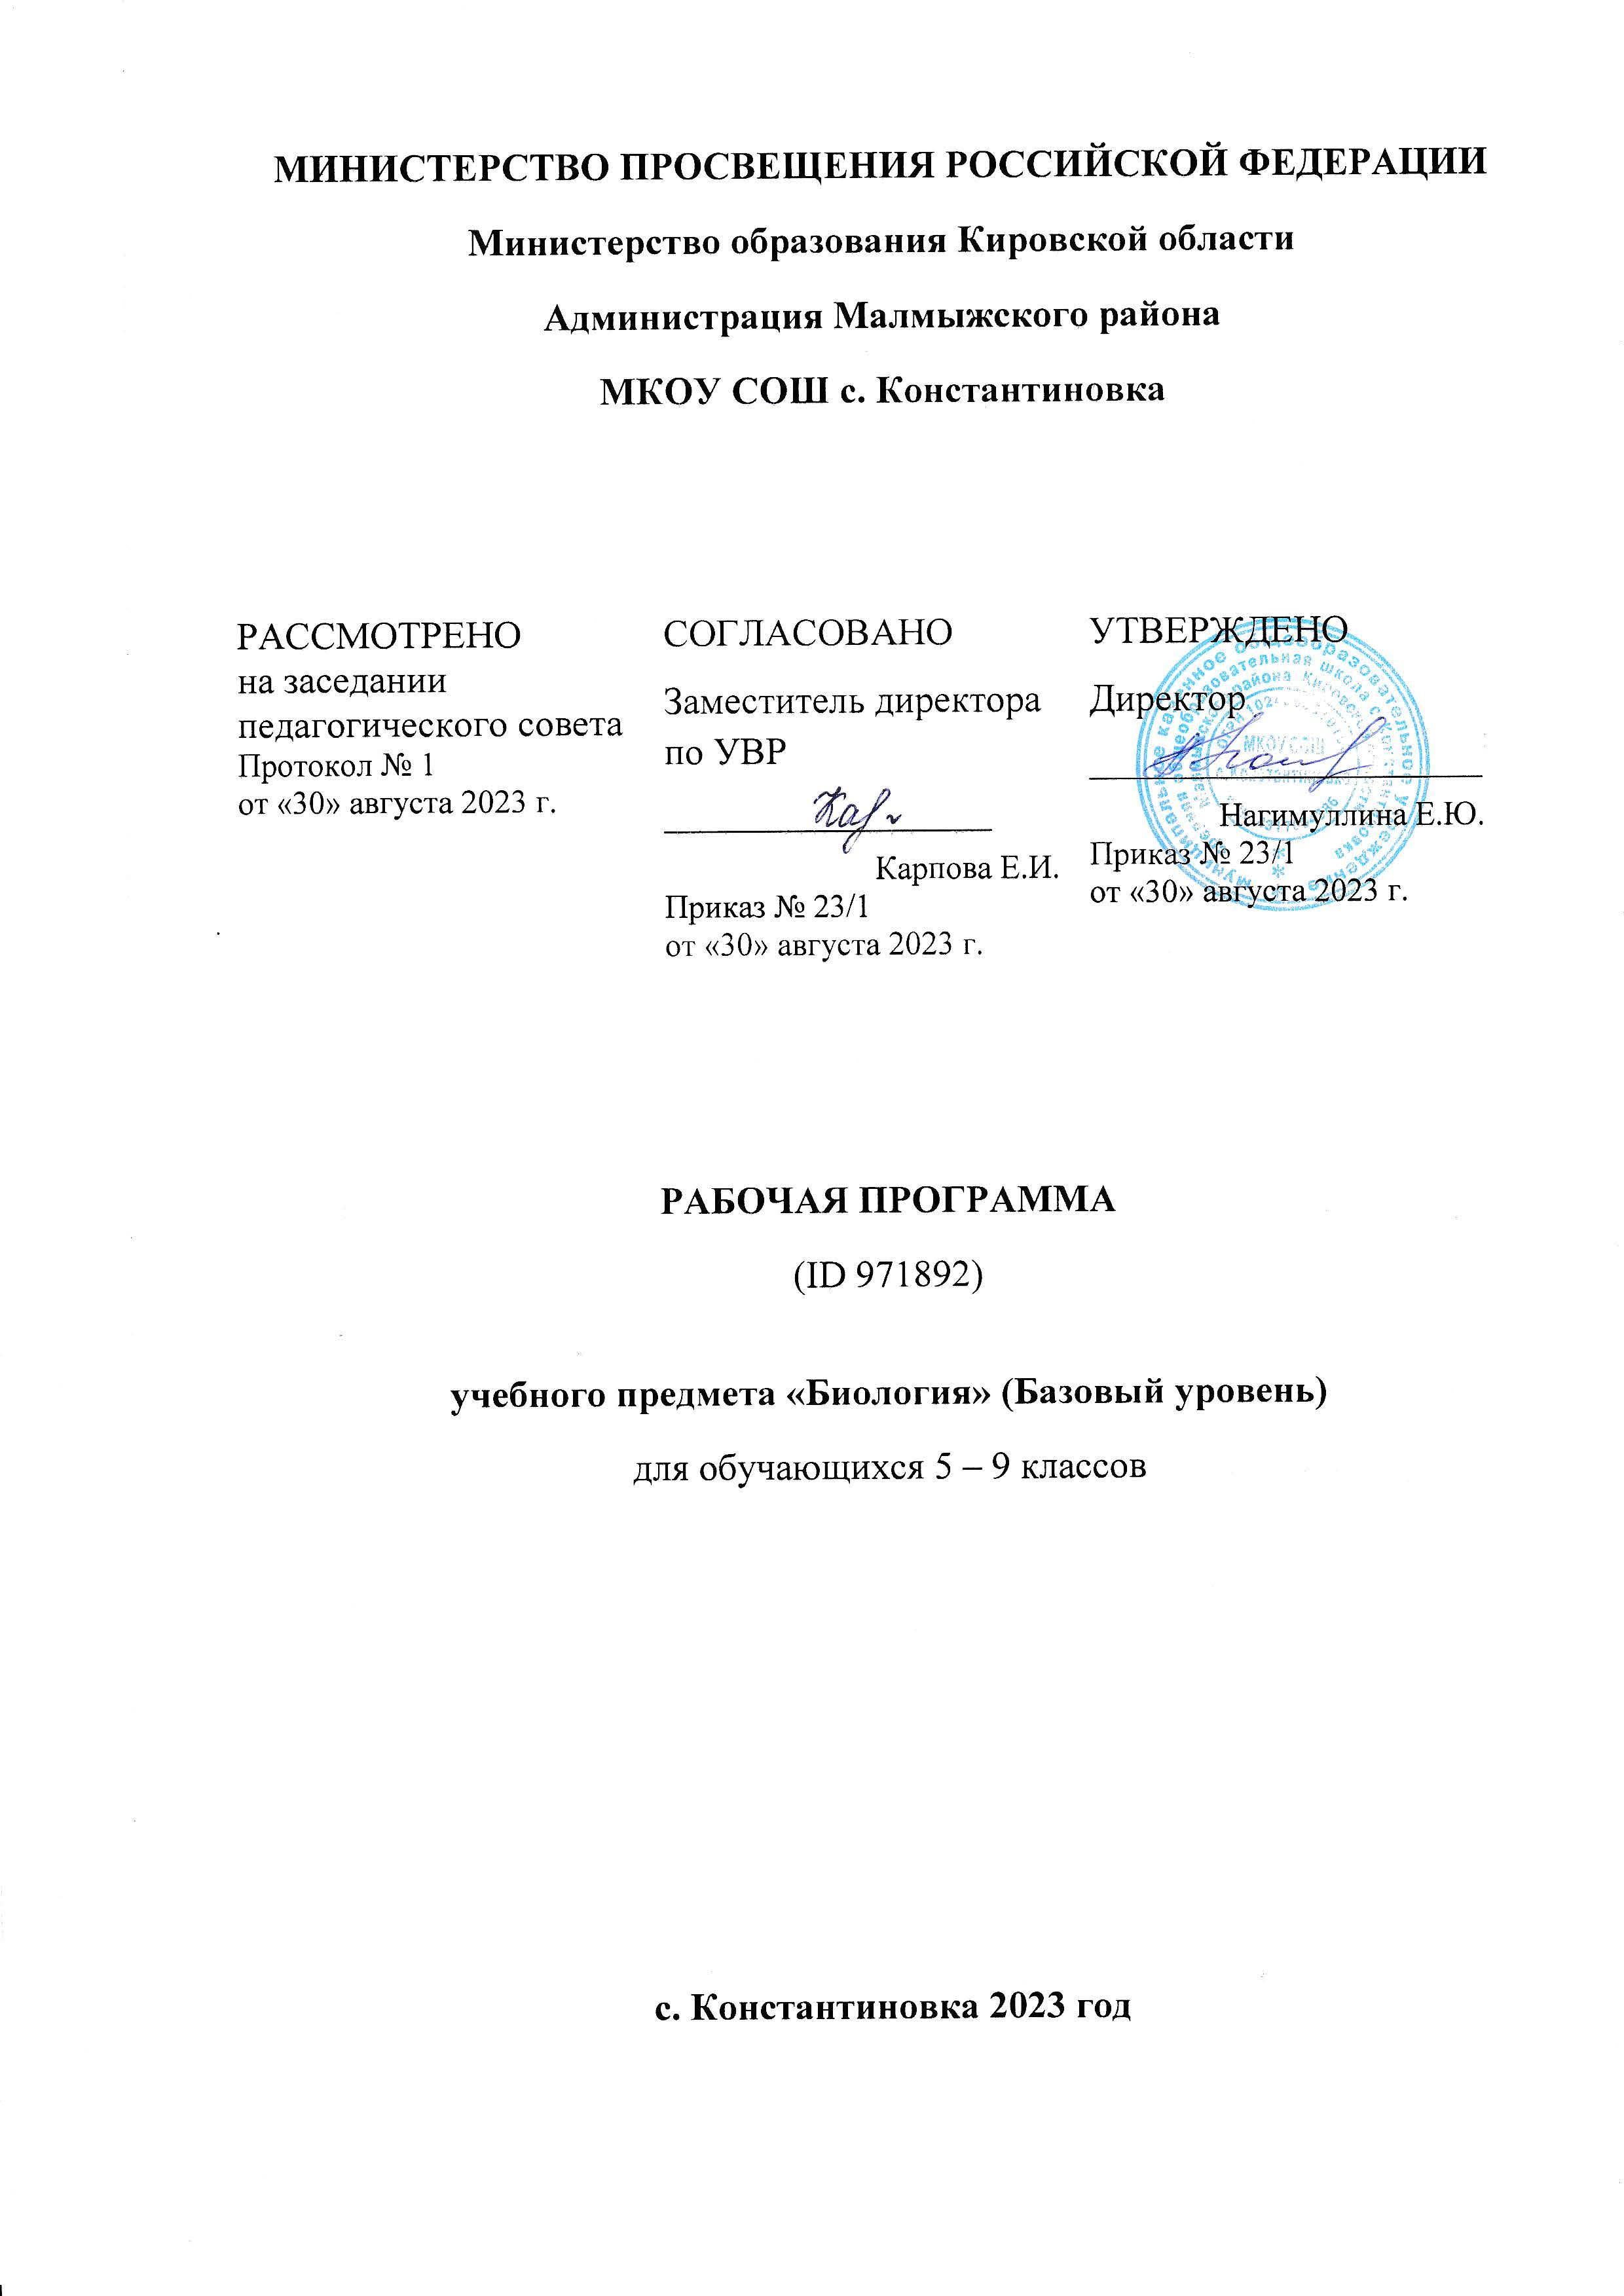 МИНИСТЕРСТВО ПРОСВЕЩЕНИЯ РОССИЙСКОЙ ФЕДЕРАЦИИ
Министерство образования Кировской области
Администрация Малмыжского района
МКОУ СОШ с. Константиновка
РАССМОТРЕНО
на заседании
педагогического совета
Протокол № 1
от «30» августа 2023 г.
СОГЛАСОВАНО
Заместитель директора
по УВР
Карпова Е.И.
Приказ № 23/1
от «30» августа 2023 г.
УТВЕРЖДЕНО
Директор
Нагимуллина Е.Ю.
Приказ № 23/1
от «30» августа 2023 г.
РАБОЧАЯ ПРОГРАММА
(ID 971892)
учебного предмета «Биология» (Базовый уровень)
для обучающихся 5 – 9 классов
с. Константиновка 2023 год